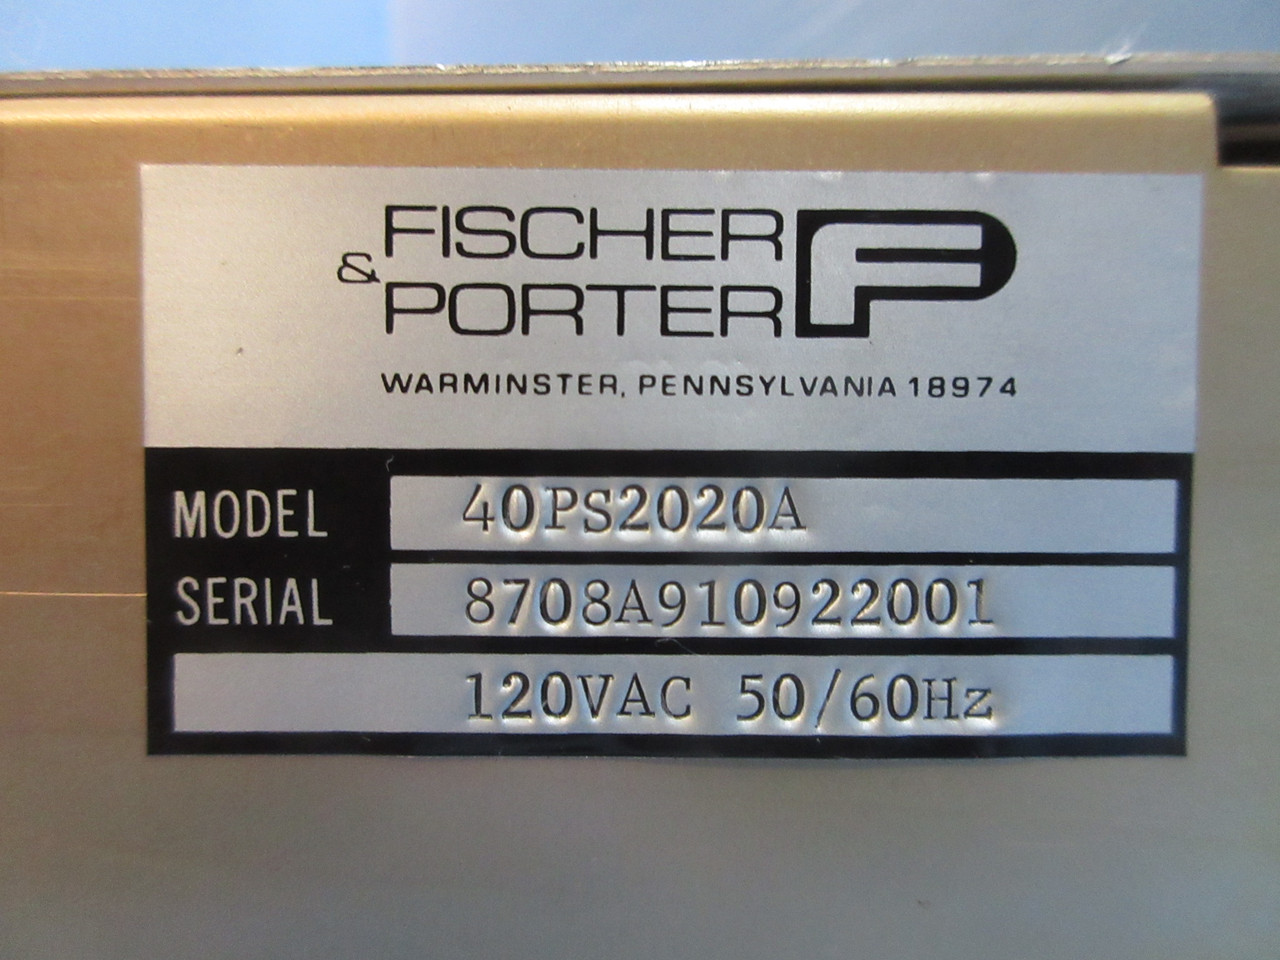 FISCHER
& PORTER
WARMINSTER, PENNSYLVANIA 18974
MODEL 40PS2020A
SERIAL 8708A910922001
120VAC 50/60Hz